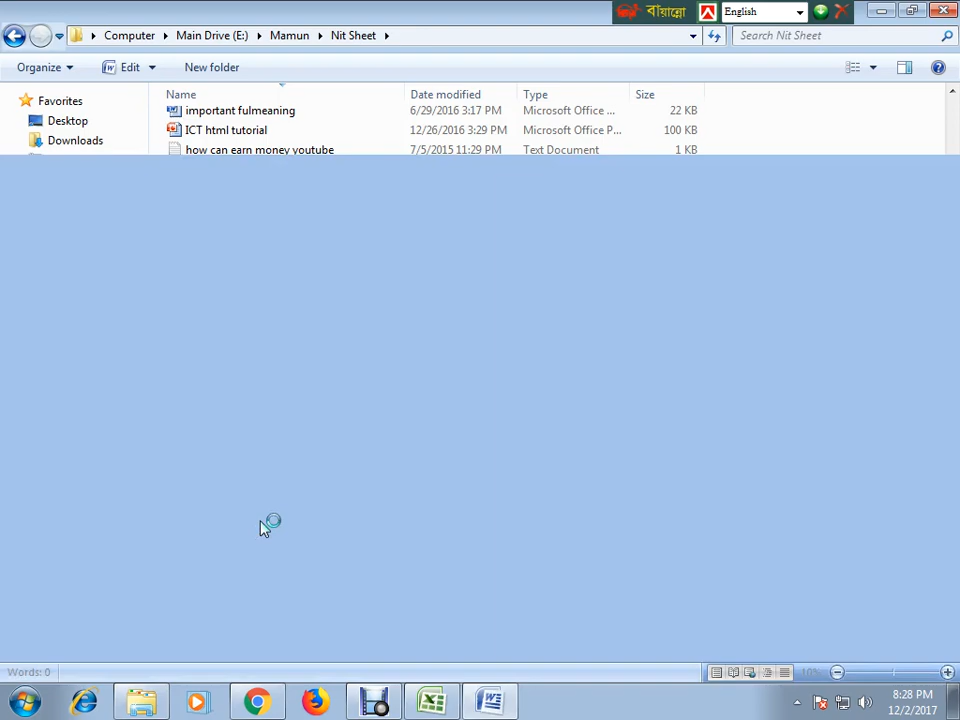 বাঁয়ান্নো English
Computer Main Drive (E:) Mamun Nit Sheet Search Nit Sheet
Organize Edit New folder
Name Date modified Type Size
Favorites
Desktop
Downloads
important fulmeaning 6/29/2016 3:17 PM Microsoft Office ... 22 KB
ICT html tutorial 12/26/2016 3:29 PM Microsoft Office P... 100 KB
how can earn money youtube 7/5/2015 11:29 PM Text Document 1 KB
Words: 0 10%
8:28 PM
12/2/2017